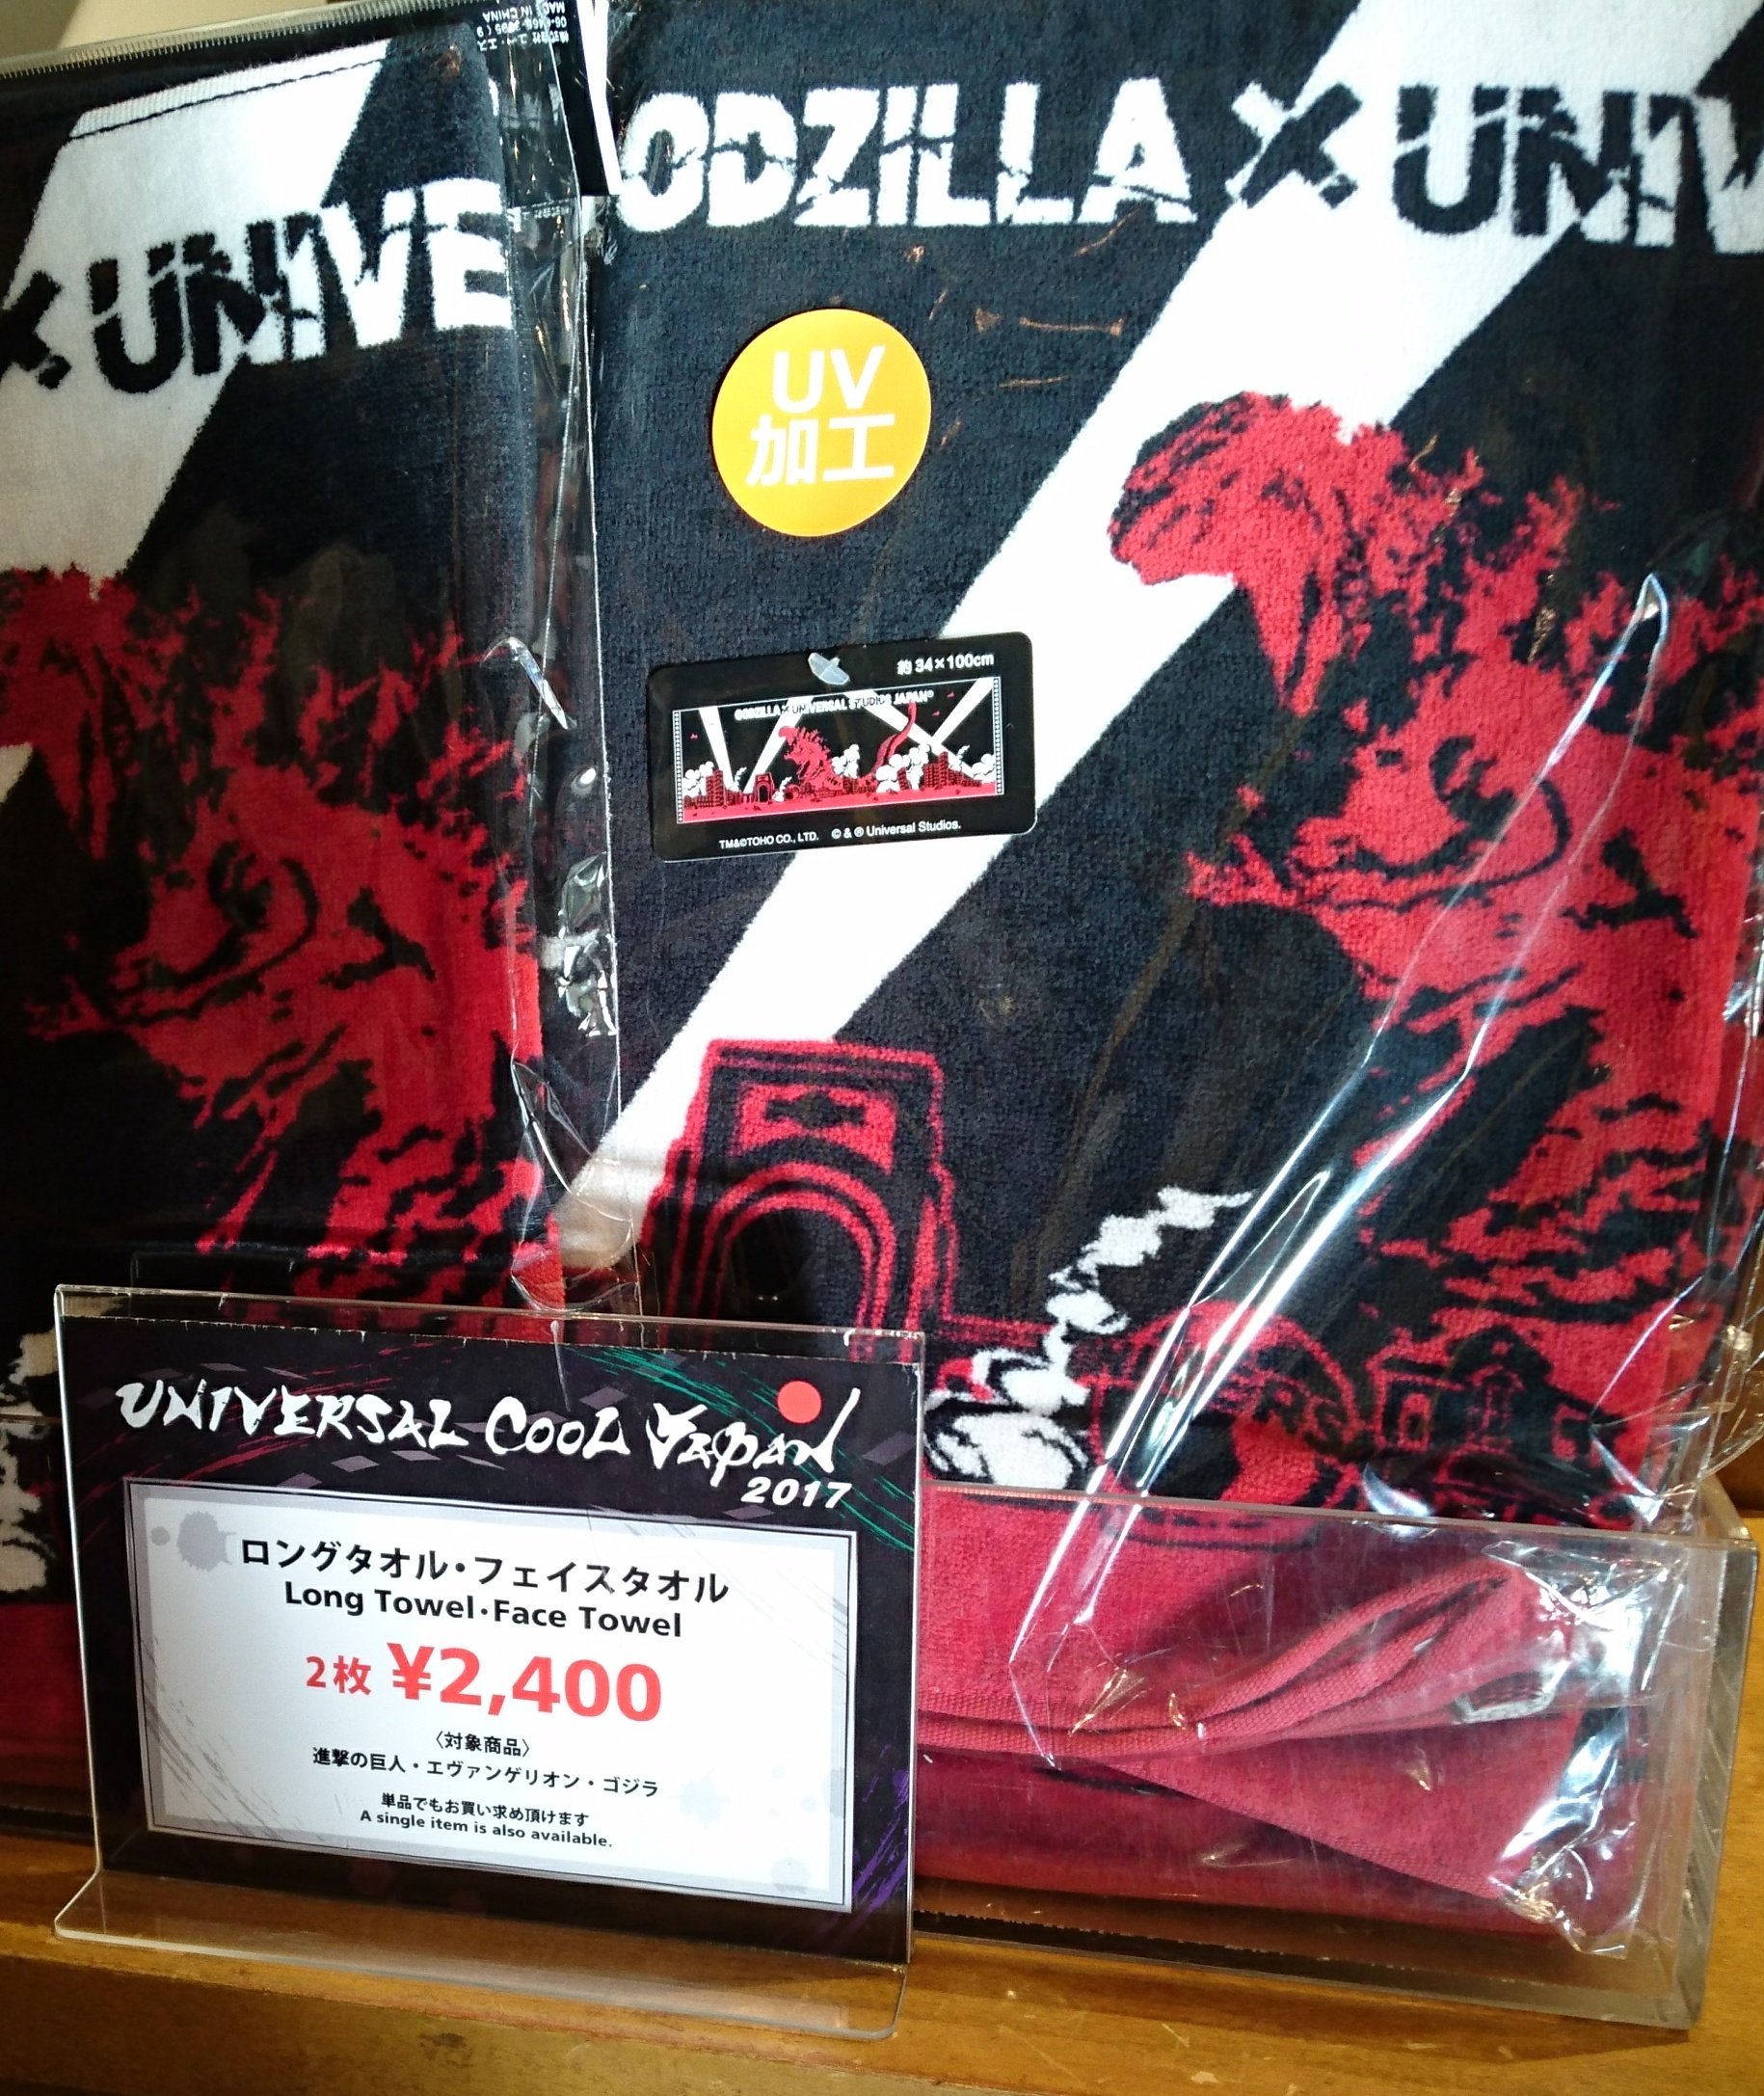 × UNIVE
ODZILLA × UNIV
UV
加工
約 34×100cm
GODZILLA × UNIVERSAL STUDIOS JAPAN®
TM&©TOHO CO., LTD. © & ® Universal Studios.
MADE IN CHINA
UNIVERSAL COOL JAPAN
2017
ロングタオル・フェイスタオル
Long Towel・Face Towel
2枚 ¥2,400
〈対象商品〉
進撃の巨人・エヴァンゲリオン・ゴジラ
単品でもお買い求め頂けます
A single item is also available.